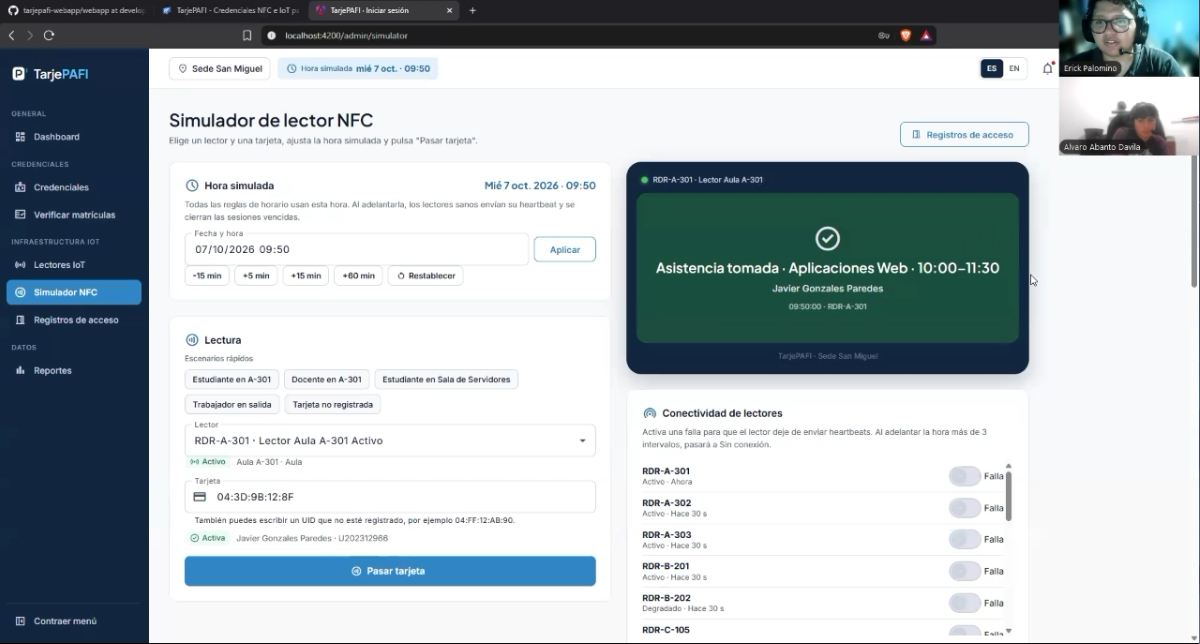 tarjepafi-webapp/webapp at develop
TarjePAFI - Credenciales NFC e IoT pa
TarjePAFI · Iniciar sesión
localhost:4200/admin/simulator
TarjePAFI
Sede San Miguel
Hora simulada mié 7 oct. · 09:50
ES
EN
Erick Palomino
Alvaro Abanto Davila
GENERAL
Dashboard
CREDENCIALES
Credenciales
Verificar matrículas
INFRAESTRUCTURA IOT
Lectores IoT
Simulador NFC
Registros de acceso
DATOS
Reportes
Contraer menú
Simulador de lector NFC
Elige un lector y una tarjeta, ajusta la hora simulada y pulsa "Pasar tarjeta".
Registros de acceso
Hora simulada
Mié 7 oct. 2026 · 09:50
Todas las reglas de horario usan esta hora. Al adelantarla, los lectores sanos envían su heartbeat y se
cierran las sesiones vencidas.
Fecha y hora
07/10/2026 09:50
Aplicar
-15 min
+5 min
+15 min
+60 min
Restablecer
Lectura
Escenarios rápidos
Estudiante en A-301
Docente en A-301
Estudiante en Sala de Servidores
Trabajador en salida
Tarjeta no registrada
Lector
RDR-A-301 · Lector Aula A-301 Activo
Activo
Aula A-301 · Aula
Tarjeta
04:3D:9B:12:8F
También puedes escribir un UID que no esté registrado, por ejemplo 04:FF:12:AB:90.
Activa
Javier Gonzales Paredes · U202312966
Pasar tarjeta
RDR-A-301 · Lector Aula A-301
Asistencia tomada · Aplicaciones Web · 10:00–11:30
Javier Gonzales Paredes
09:50:00 · RDR-A-301
TarjePAFI · Sede San Miguel
Conectividad de lectores
Activa una falla para que el lector deje de enviar heartbeats. Al adelantar la hora más de 3
intervalos, pasará a Sin conexión.
RDR-A-301
Activo · Ahora
Falla
RDR-A-302
Activo · Hace 30 s
Falla
RDR-A-303
Activo · Hace 30 s
Falla
RDR-B-201
Activo · Hace 30 s
Falla
RDR-B-202
Degradado · Hace 30 s
Falla
RDR-C-105
Falla